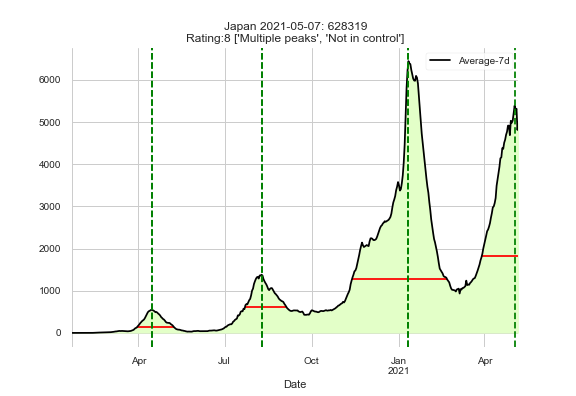 Japan 2021-05-07: 628319
Rating:8 ['Multiple peaks', 'Not in control']
Average-7d
6000
5000
4000
3000
2000
1000
0
Apr
Jul
Oct
Jan
2021
Apr
Date